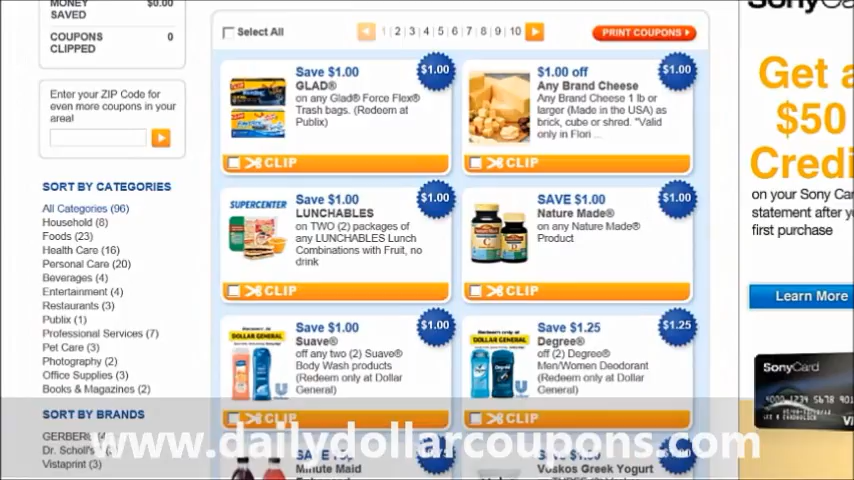 MONEY
SAVED
$0.00
COUPONS
CLIPPED
0
Enter your ZIP Code for
even more coupons in your
area!
SORT BY CATEGORIES
All Categories (96)
Household (8)
Foods (23)
Health Care (16)
Personal Care (20)
Beverages (4)
Entertainment (4)
Restaurants (3)
Publix (1)
Professional Services (7)
Pet Care (3)
Photography (2)
Office Supplies (3)
Books & Magazines (2)
SORT BY BRANDS
GERBER
Dr. Scholl's
Vistaprint (3)
Select All
1 | 2 | 3 | 4 | 5 | 6 | 7 | 8 | 9 | 10
PRINT COUPONS
Save $1.00
GLAD®
on any Glad® Force Flex®
Trash bags. (Redeem at
Publix)
$1.00
CLIP
$1.00 off
Any Brand Cheese
Any Brand Cheese 1 lb or
larger (Made in the USA) as
brick, cube or shred. "Valid
only in Flori ...
$1.00
CLIP
SUPERCENTER
Save $1.00
LUNCHABLES
on TWO (2) packages of
any LUNCHABLES Lunch
Combinations with Fruit, no
drink
$1.00
CLIP
SAVE $1.00
Nature Made®
on any Nature Made®
Product
$1.00
CLIP
DOLLAR GENERAL
Save $1.00
Suave®
off any two (2) Suave®
Body Wash products
(Redeem only at Dollar
General)
$1.00
CLIP
Redeem only at
DOLLAR GENERAL
Save $1.25
Degree®
off (2) Degree®
Men/Women Deodorant
(Redeem only at Dollar
General)
$1.25
CLIP
Minute Maid
Voskos Greek Yogurt
SonyCard
Get a
$50
Credi
on your Sony Car
statement after y
first purchase
Learn More
SonyCard
www.dailydollarcoupons.com